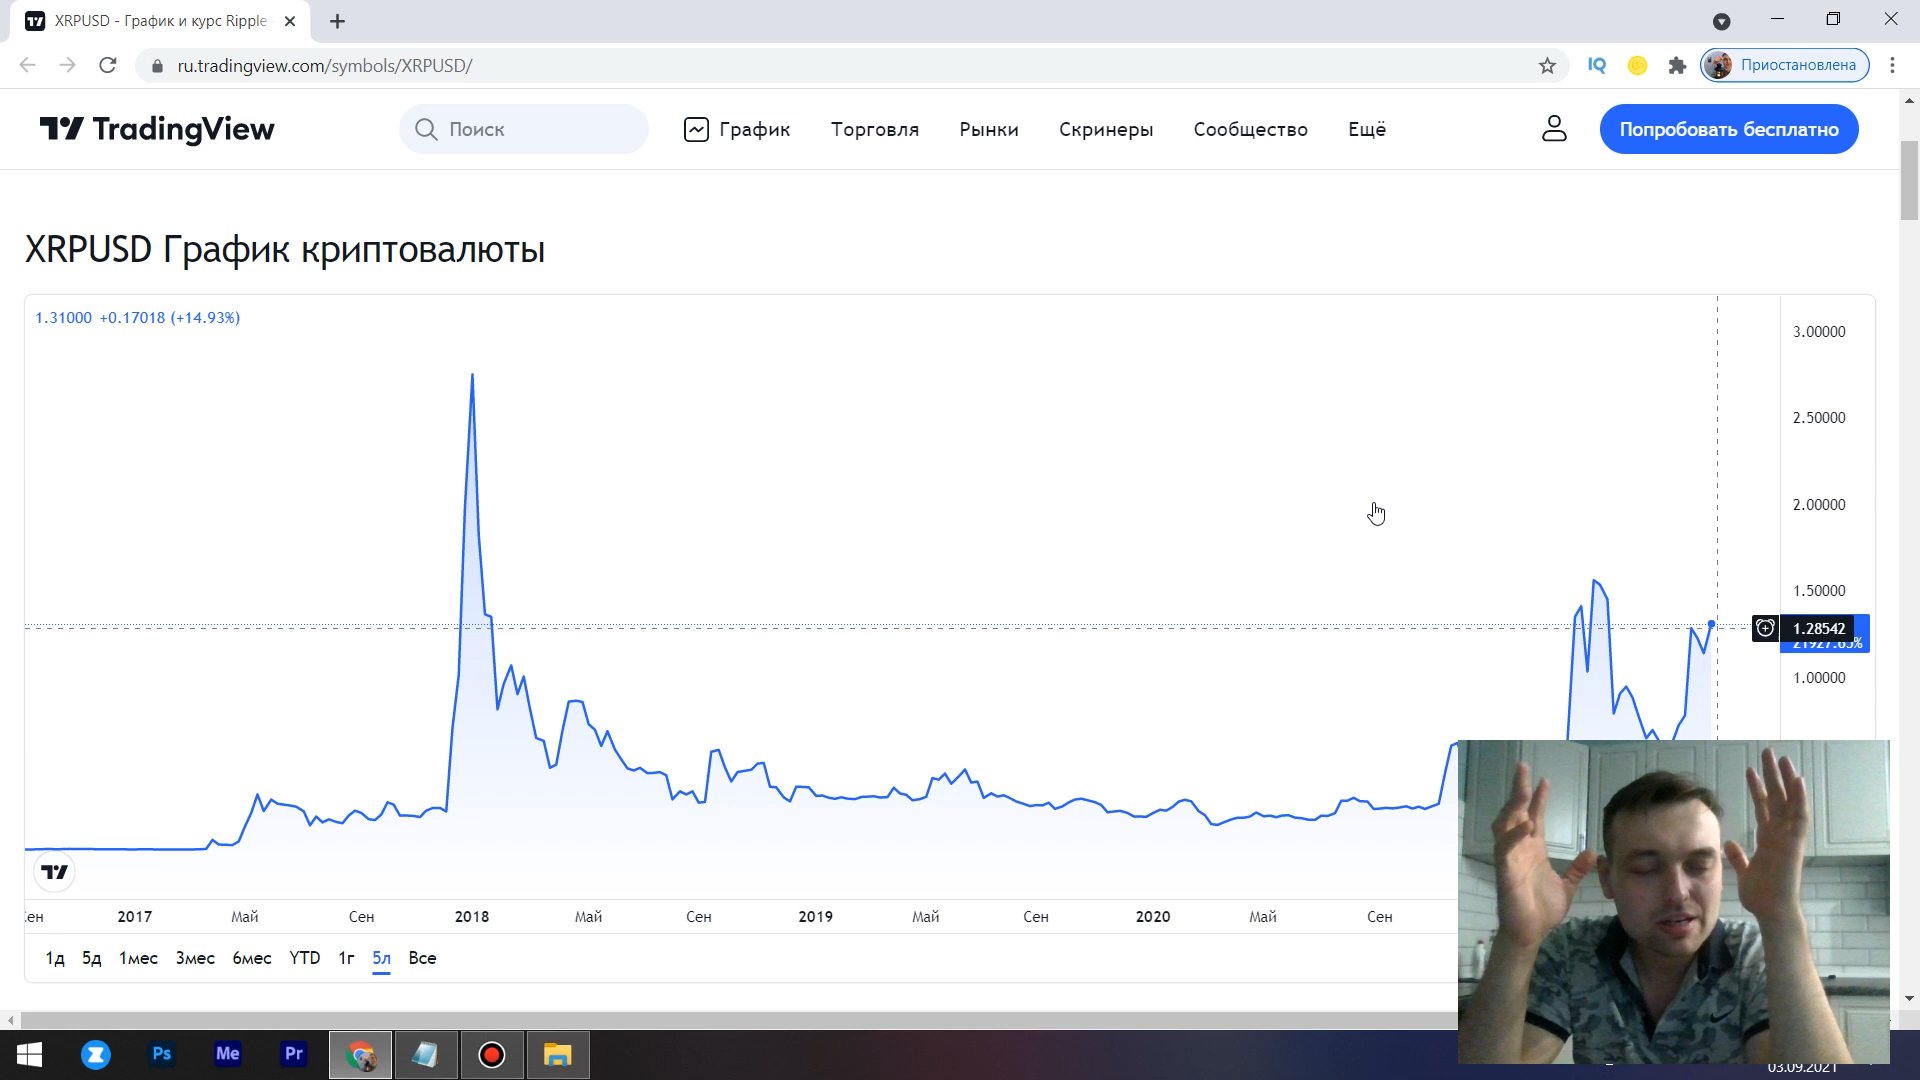 XRPUSD - График и курс Ripple
ru.tradingview.com/symbols/XRPUSD/
IQ
Приостановлена
TradingView
Поиск
График
Торговля
Рынки
Скринеры
Сообщество
Ещё
Попробовать бесплатно
XRPUSD График криптовалюты
1.31000 +0.17018 (+14.93%)
3.00000
2.50000
2.00000
1.50000
1.28542
1.00000
2017
Май
Сен
2018
Май
Сен
2019
Май
Сен
2020
Май
Сен
1д
5д
1мес
3мес
6мес
YTD
1г
5л
Все
Ps
Me
Pr
03.09.2021